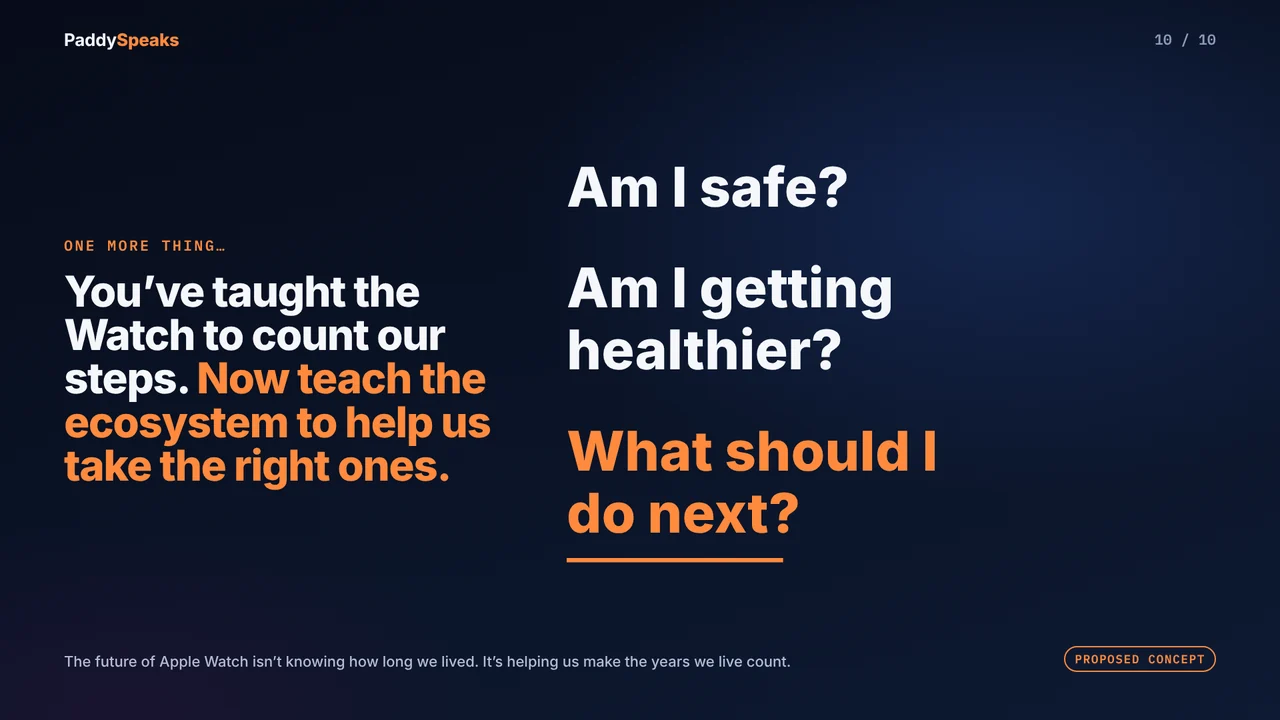 PaddySpeaks
10 / 10
ONE MORE THING…
You’ve taught the
Watch to count our
steps. Now teach the
ecosystem to help us
take the right ones.
Am I safe?
Am I getting
healthier?
What should I
do next?
The future of Apple Watch isn’t knowing how long we lived. It’s helping us make the years we live count.
PROPOSED CONCEPT